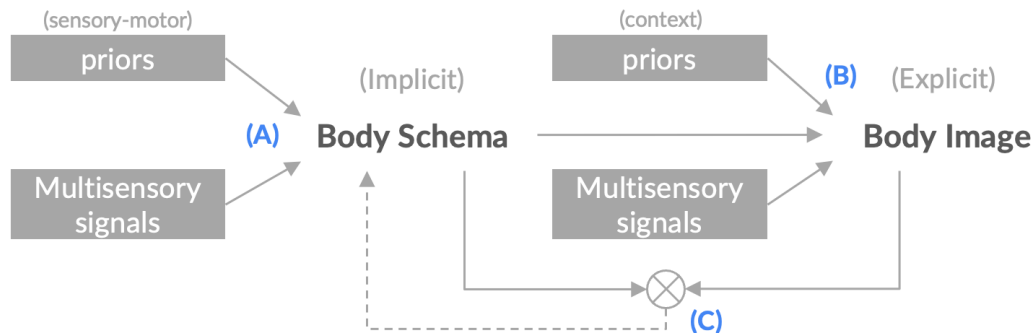 (sensory-motor)
priors
(Implicit)
(A)
Body Schema
Multisensory
signals
(context)
priors
(B)
(Explicit)
Body Image
Multisensory
signals
(C)